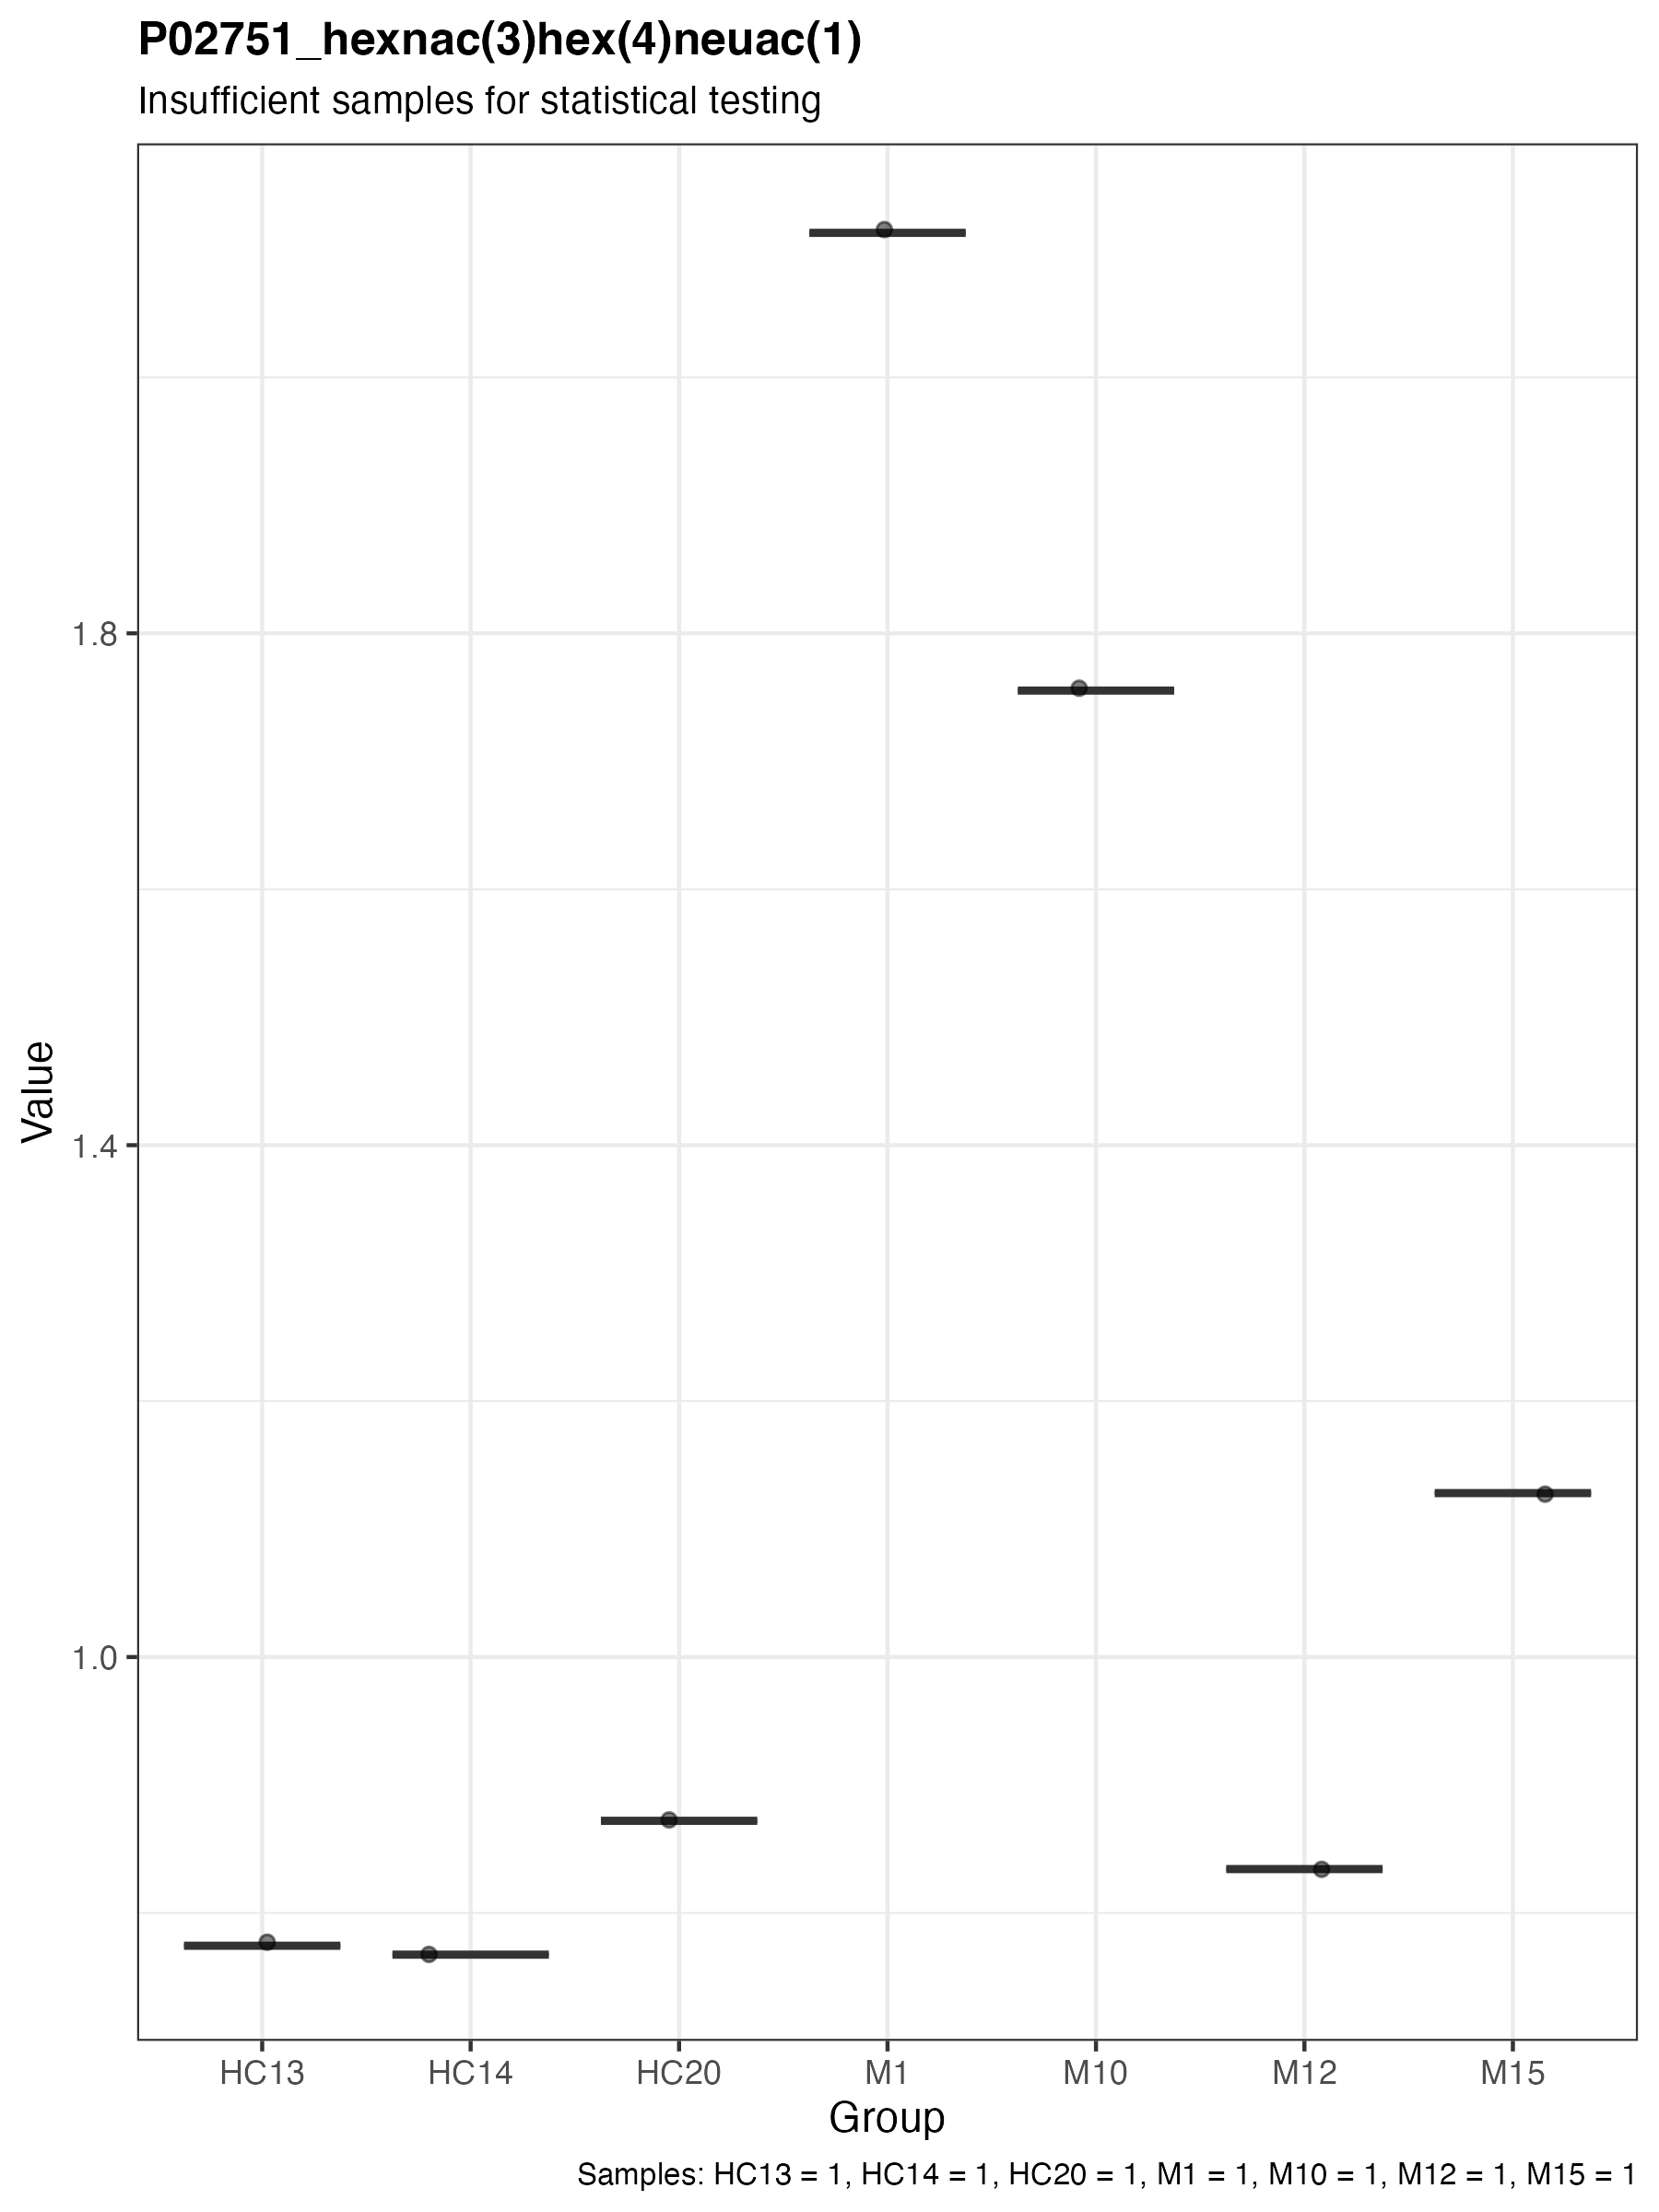 P02751_hexnac(3)hex(4)neuac(1)
Insufficient samples for statistical testing
Value
1.8
1.4
1.0
HC13 HC14 HC20 M1 M10 M12 M15
Group
Samples: HC13 = 1, HC14 = 1, HC20 = 1, M1 = 1, M10 = 1, M12 = 1, M15 = 1